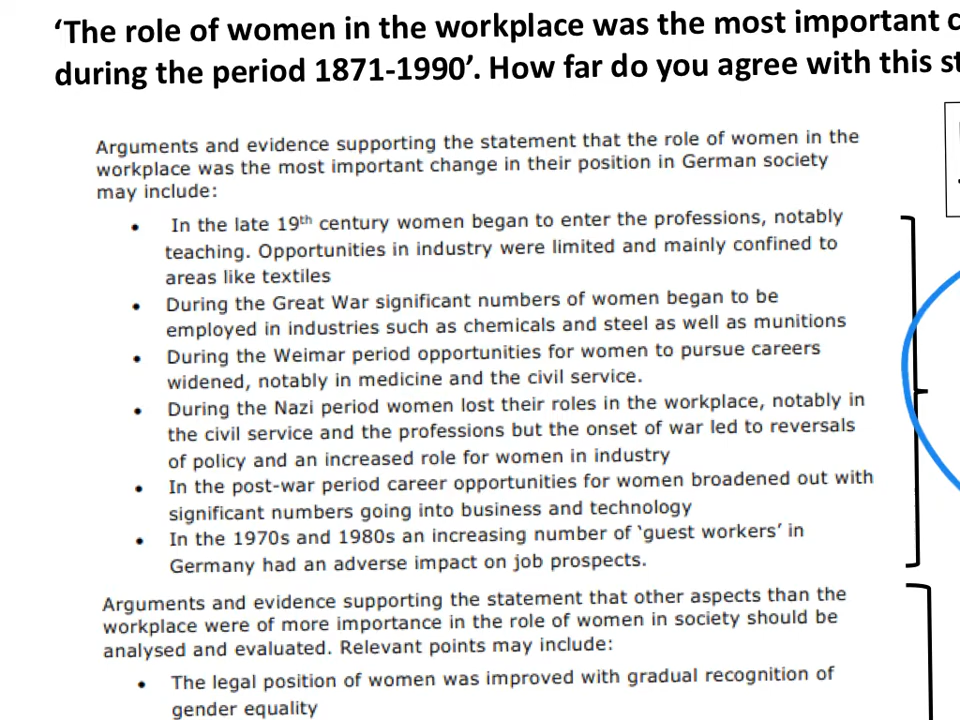 ‘The role of women in the workplace was the most important
during the period 1871-1990’. How far do you agree with this
Arguments and evidence supporting the statement that the role of women in the
workplace was the most important change in their position in German society
may include:
• In the late 19th century women began to enter the professions, notably
teaching. Opportunities in industry were limited and mainly confined to
areas like textiles
• During the Great War significant numbers of women began to be
employed in industries such as chemicals and steel as well as munitions
• During the Weimar period opportunities for women to pursue careers
widened, notably in medicine and the civil service.
• During the Nazi period women lost their roles in the workplace, notably in
the civil service and the professions but the onset of war led to reversals
of policy and an increased role for women in industry
• In the post-war period career opportunities for women broadened out with
significant numbers going into business and technology
• In the 1970s and 1980s an increasing number of ‘guest workers’ in
Germany had an adverse impact on job prospects.
Arguments and evidence supporting the statement that other aspects than the
workplace were of more importance in the role of women in society should be
analysed and evaluated. Relevant points may include:
• The legal position of women was improved with gradual recognition of
gender equality